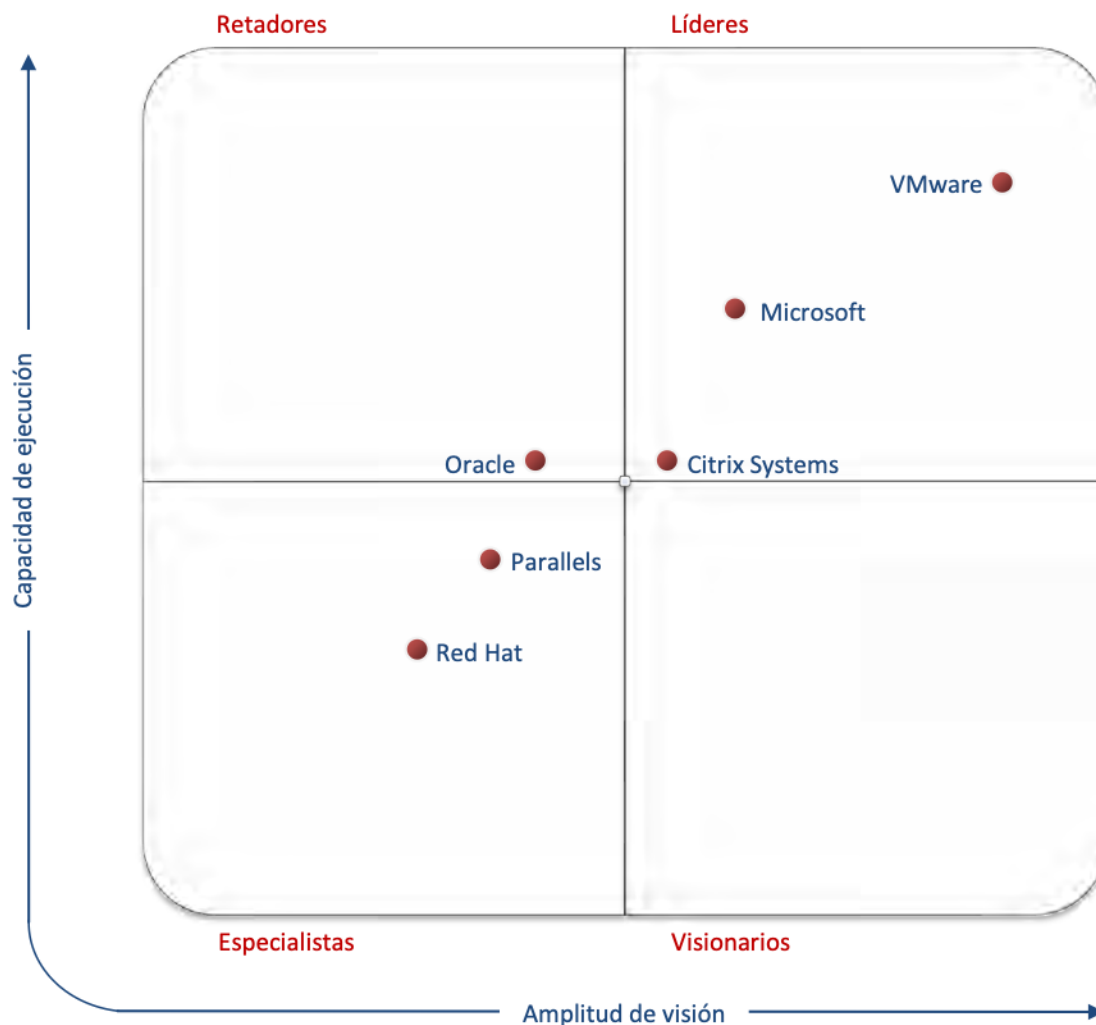 Retadores
Líderes
VMware
Microsoft
Capacidad de ejecución
Oracle
Citrix Systems
Parallels
Red Hat
Especialistas
Visionarios
Amplitud de visión